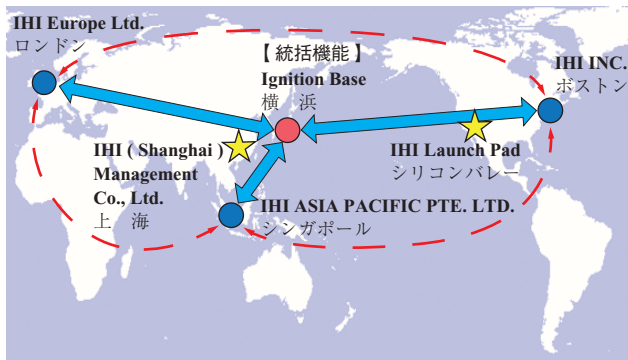 IHI Europe Ltd.
ロンドン
【 統括機能 】
Ignition Base
横　浜
IHI INC.
ボストン
IHI ( Shanghai )
Management
Co., Ltd.
上　海
IHI Launch Pad
シリコンバレー
IHI ASIA PACIFIC PTE. LTD.
シンガポール